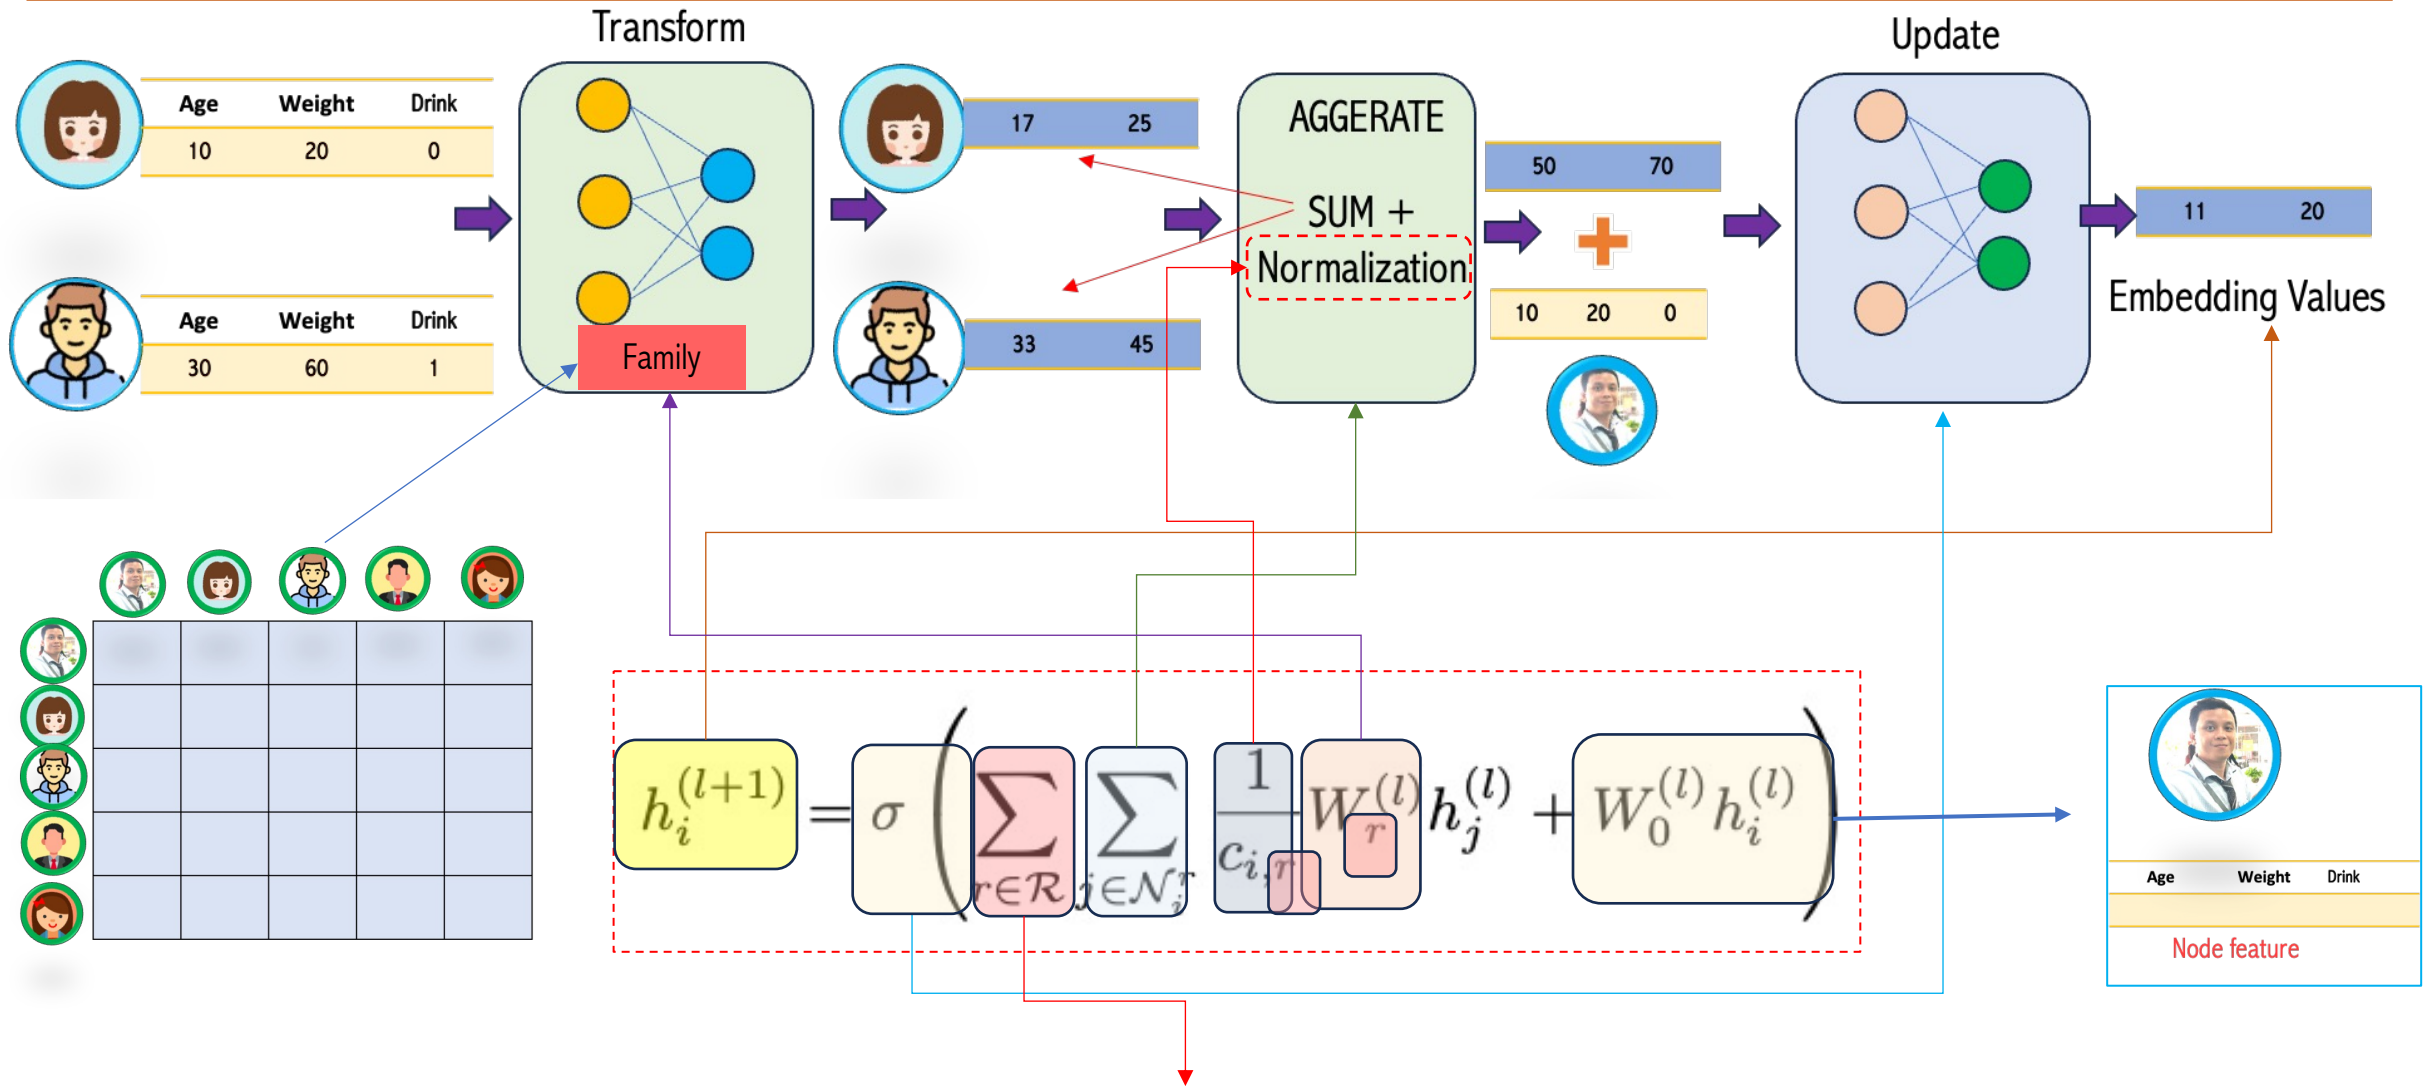 Transform
Update
Age Weight Drink
10 20 0
17 25
AGGERATE
SUM +
Normalization
50 70
11 20
Embedding Values
10 20 0
Age Weight Drink
30 60 1
Family
33 45
h_i^{(l+1)} = σ ( ∑_{r∈ℛ} ∑_{j∈𝒩_i^r} \frac{1}{c_{i,r}} W_r^{(l)} h_j^{(l)} + W_0^{(l)} h_i^{(l)} )
Age Weight Drink
Node feature